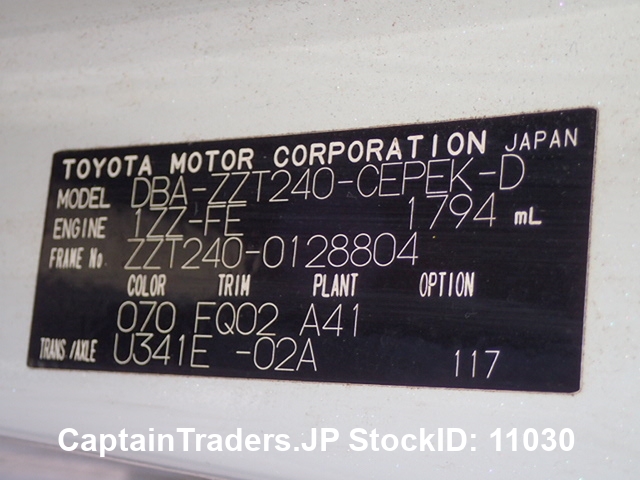 TOYOTA MOTOR CORPORATION JAPAN
MODEL DBA-ZZT240-CEPEK-D
ENGINE 1ZZ-FE 1794 mL
FRAME No. ZZT240-0128804
COLOR TRIM PLANT OPTION
070 FQ02 A41
TRANS/AXLE U341E -02A 117
CaptainTraders.JP StockID: 11030